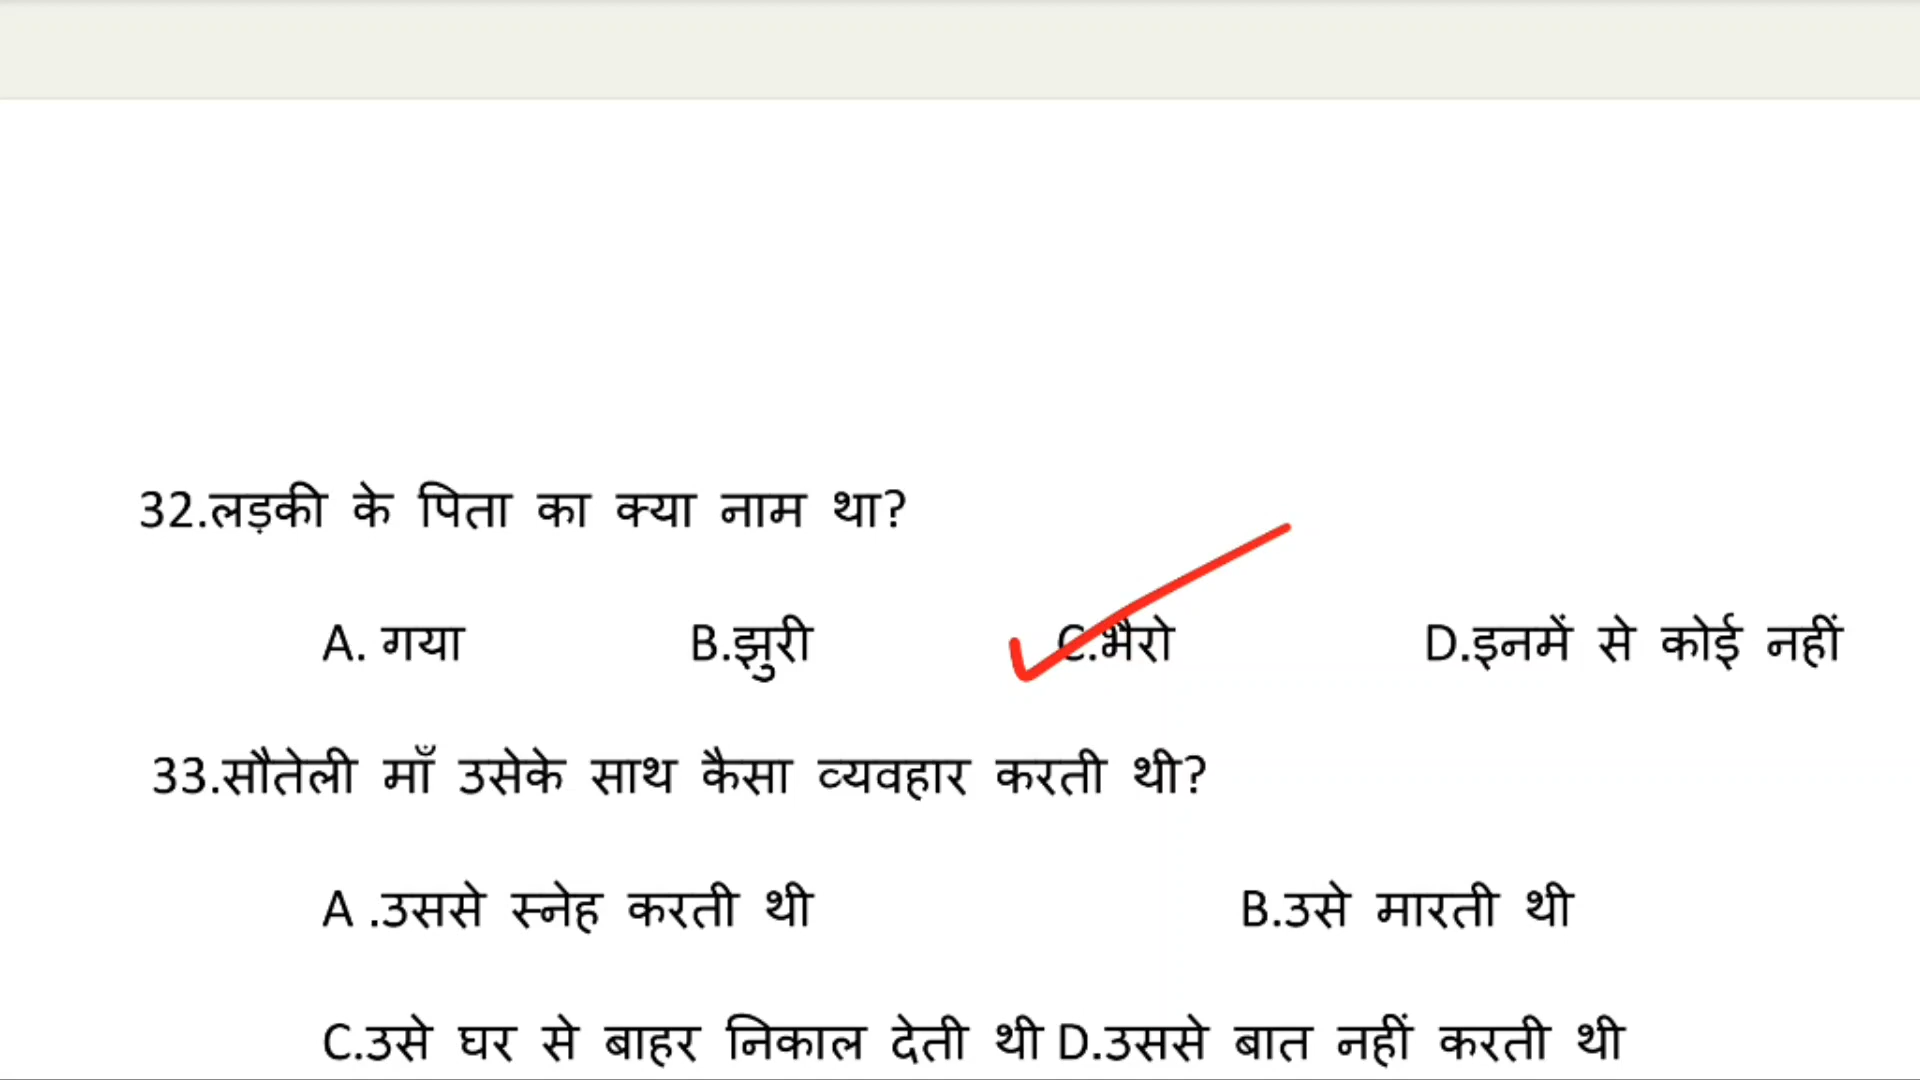 32.लड़की के पिता का क्या नाम था?
A. गया B.झुरी C.भैरो D.इनमें से कोई नहीं
33.सौतेली माँ उसेके साथ कैसा व्यवहार करती थी?
A .उससे स्नेह करती थी B.उसे मारती थी
C.उसे घर से बाहर निकाल देती थी D.उससे बात नहीं करती थी